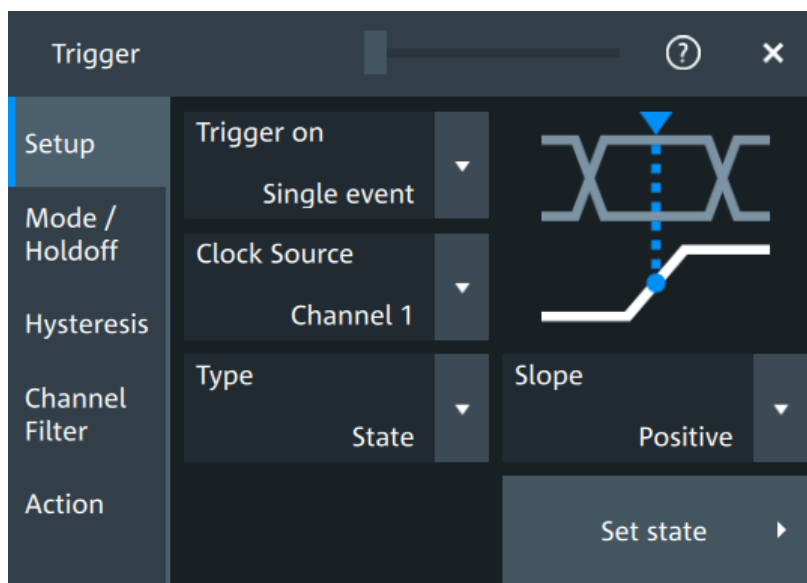 Trigger
?
Setup
Mode /
Holdoff
Hysteresis
Channel
Filter
Action
Trigger on
Single event
Clock Source
Channel 1
Type
State
Slope
Positive
Set state